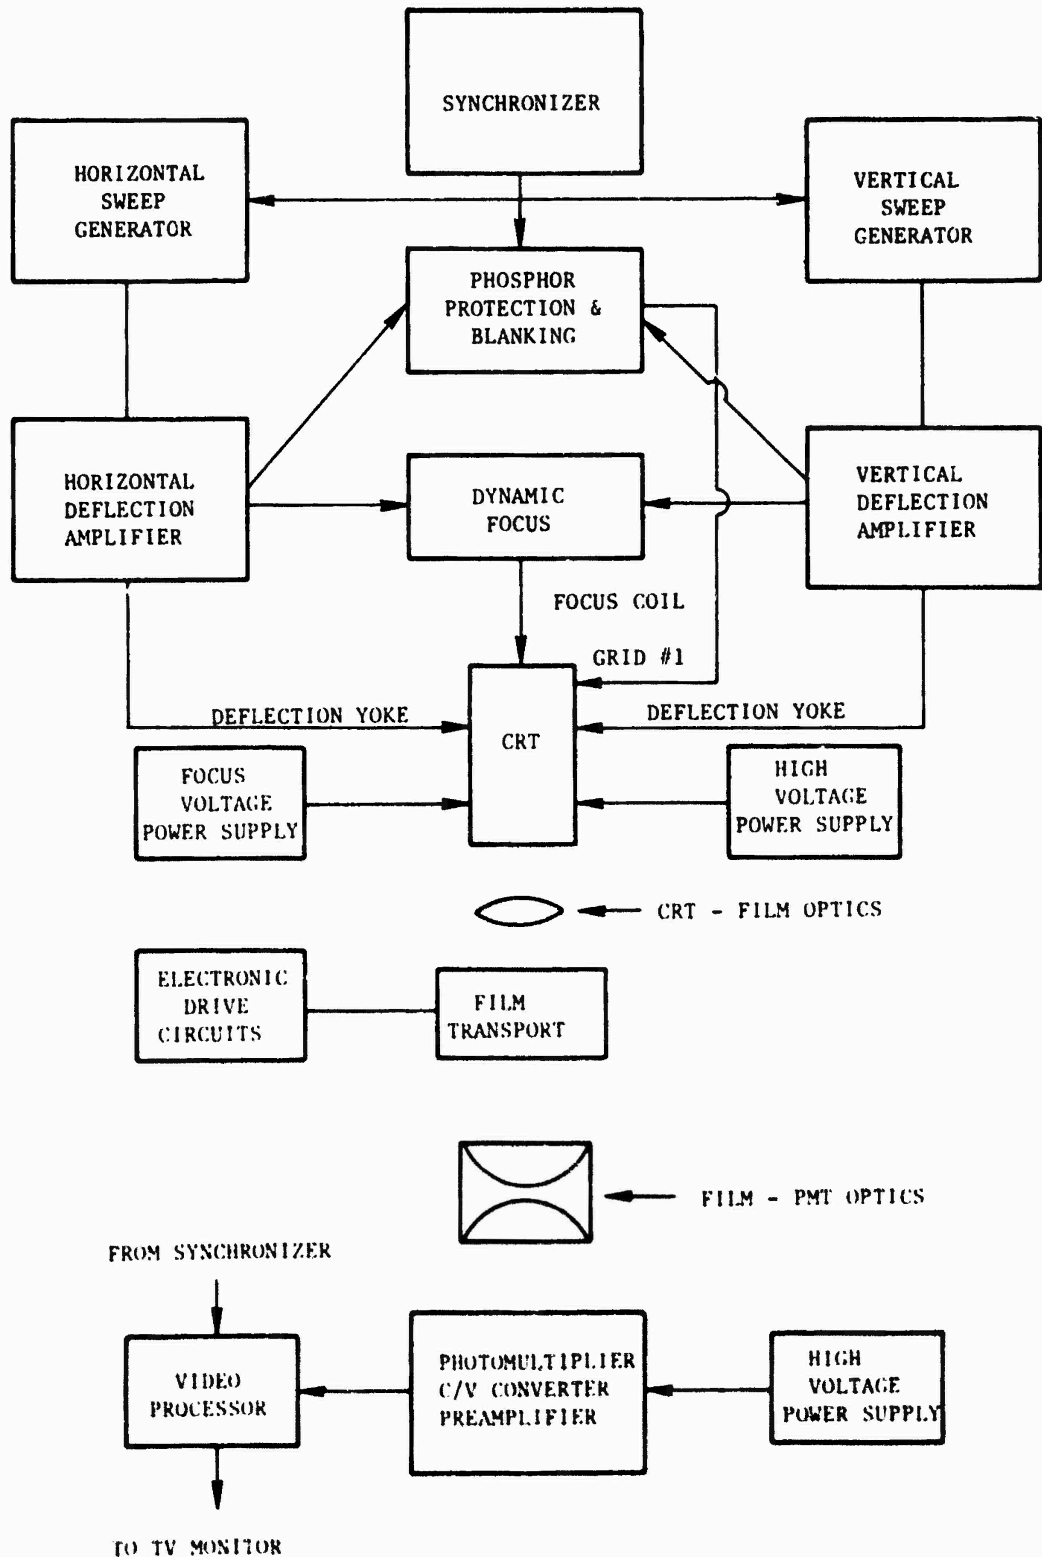 SYNCHRONIZER
HORIZONTAL
SWEEP
GENERATOR
VERTICAL
SWEEP
GENERATOR
PHOSPHOR
PROTECTION &
BLANKING
HORIZONTAL
DEFLECTION
AMPLIFIER
DYNAMIC
FOCUS
VERTICAL
DEFLECTION
AMPLIFIER
FOCUS COIL
GRID #1
DEFLECTION YOKE
DEFLECTION YOKE
CRT
FOCUS
VOLTAGE
POWER SUPPLY
HIGH
VOLTAGE
POWER SUPPLY
CRT - FILM OPTICS
ELECTRONIC
DRIVE
CIRCUITS
FILM
TRANSPORT
FILM - PMT OPTICS
FROM SYNCHRONIZER
VIDEO
PROCESSOR
PHOTOMULTIPLIER
C/V CONVERTER
PREAMPLIFIER
HIGH
VOLTAGE
POWER SUPPLY
TO TV MONITOR